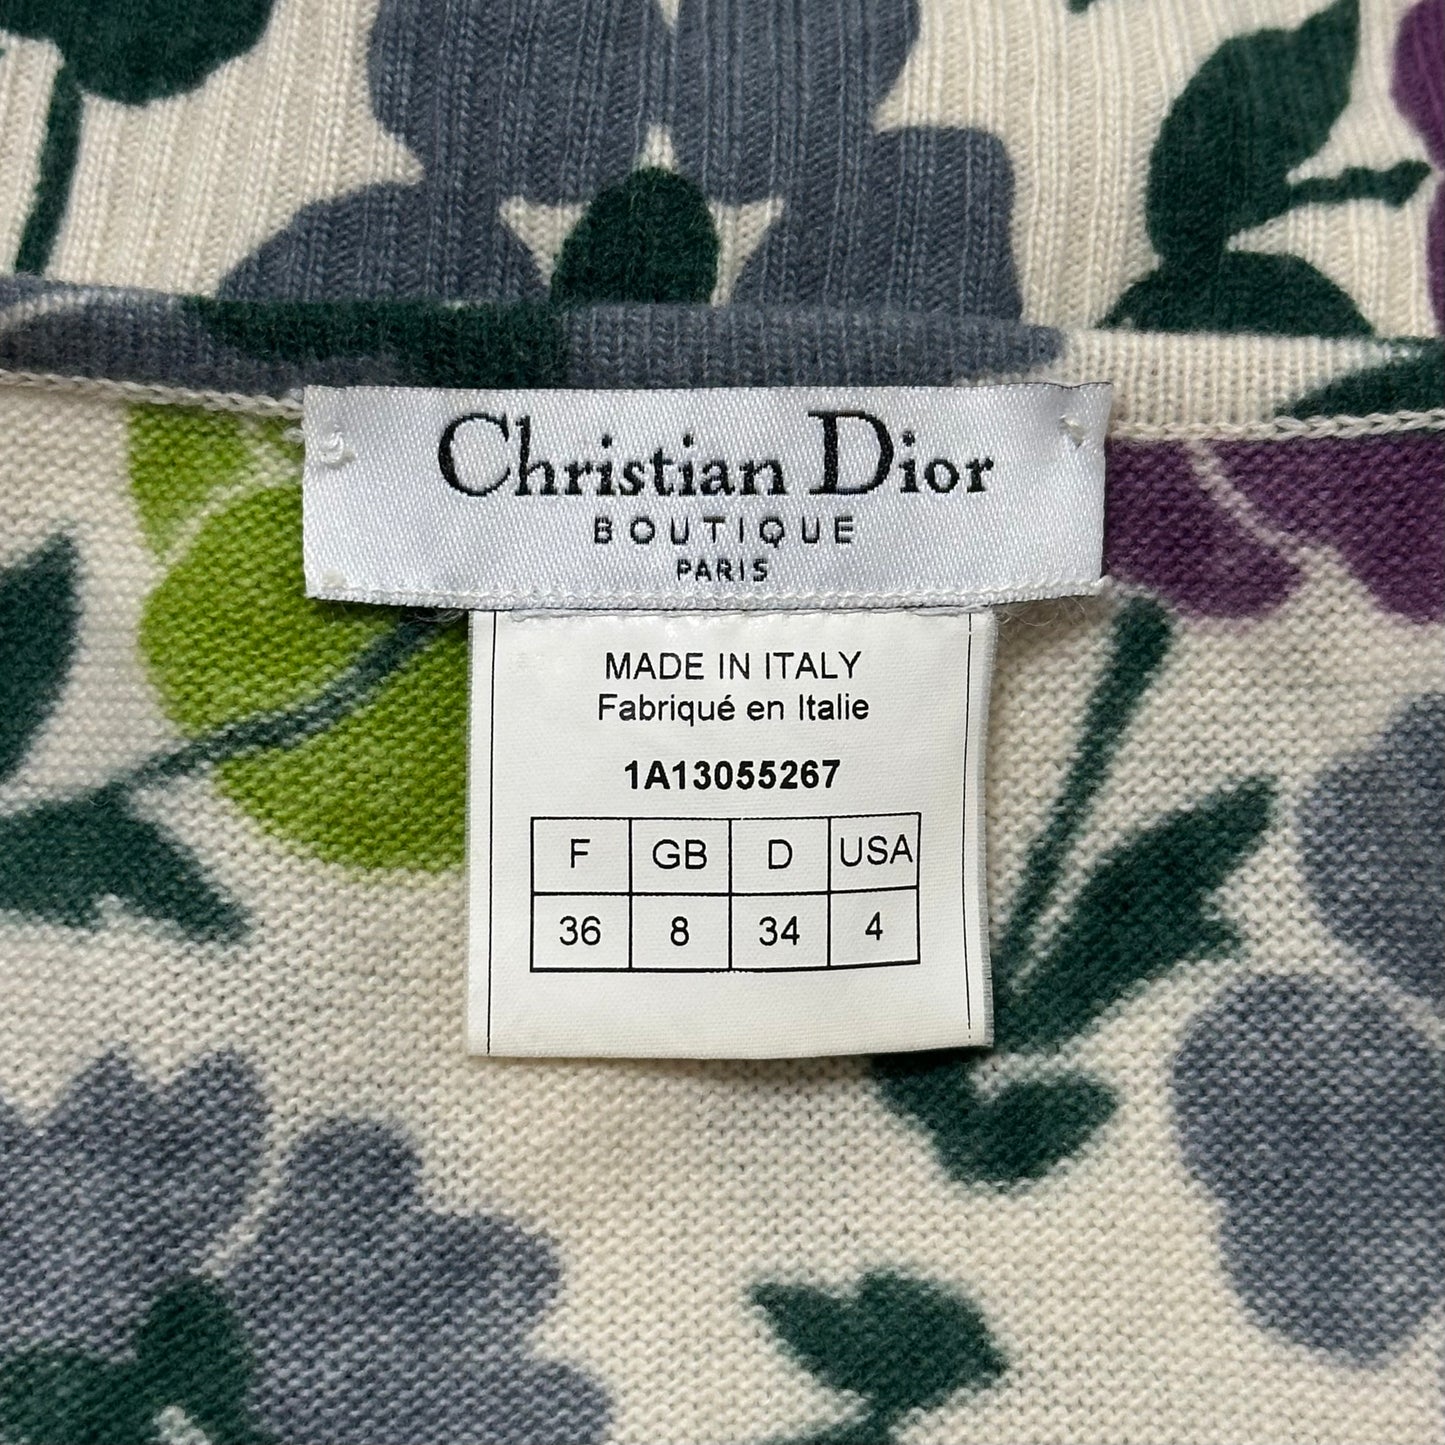 Christian Dior
BOUTIQUE
PARIS
MADE IN ITALY
Fabriqué en Italie
1A13055267
F GB D USA
36 8 34 4